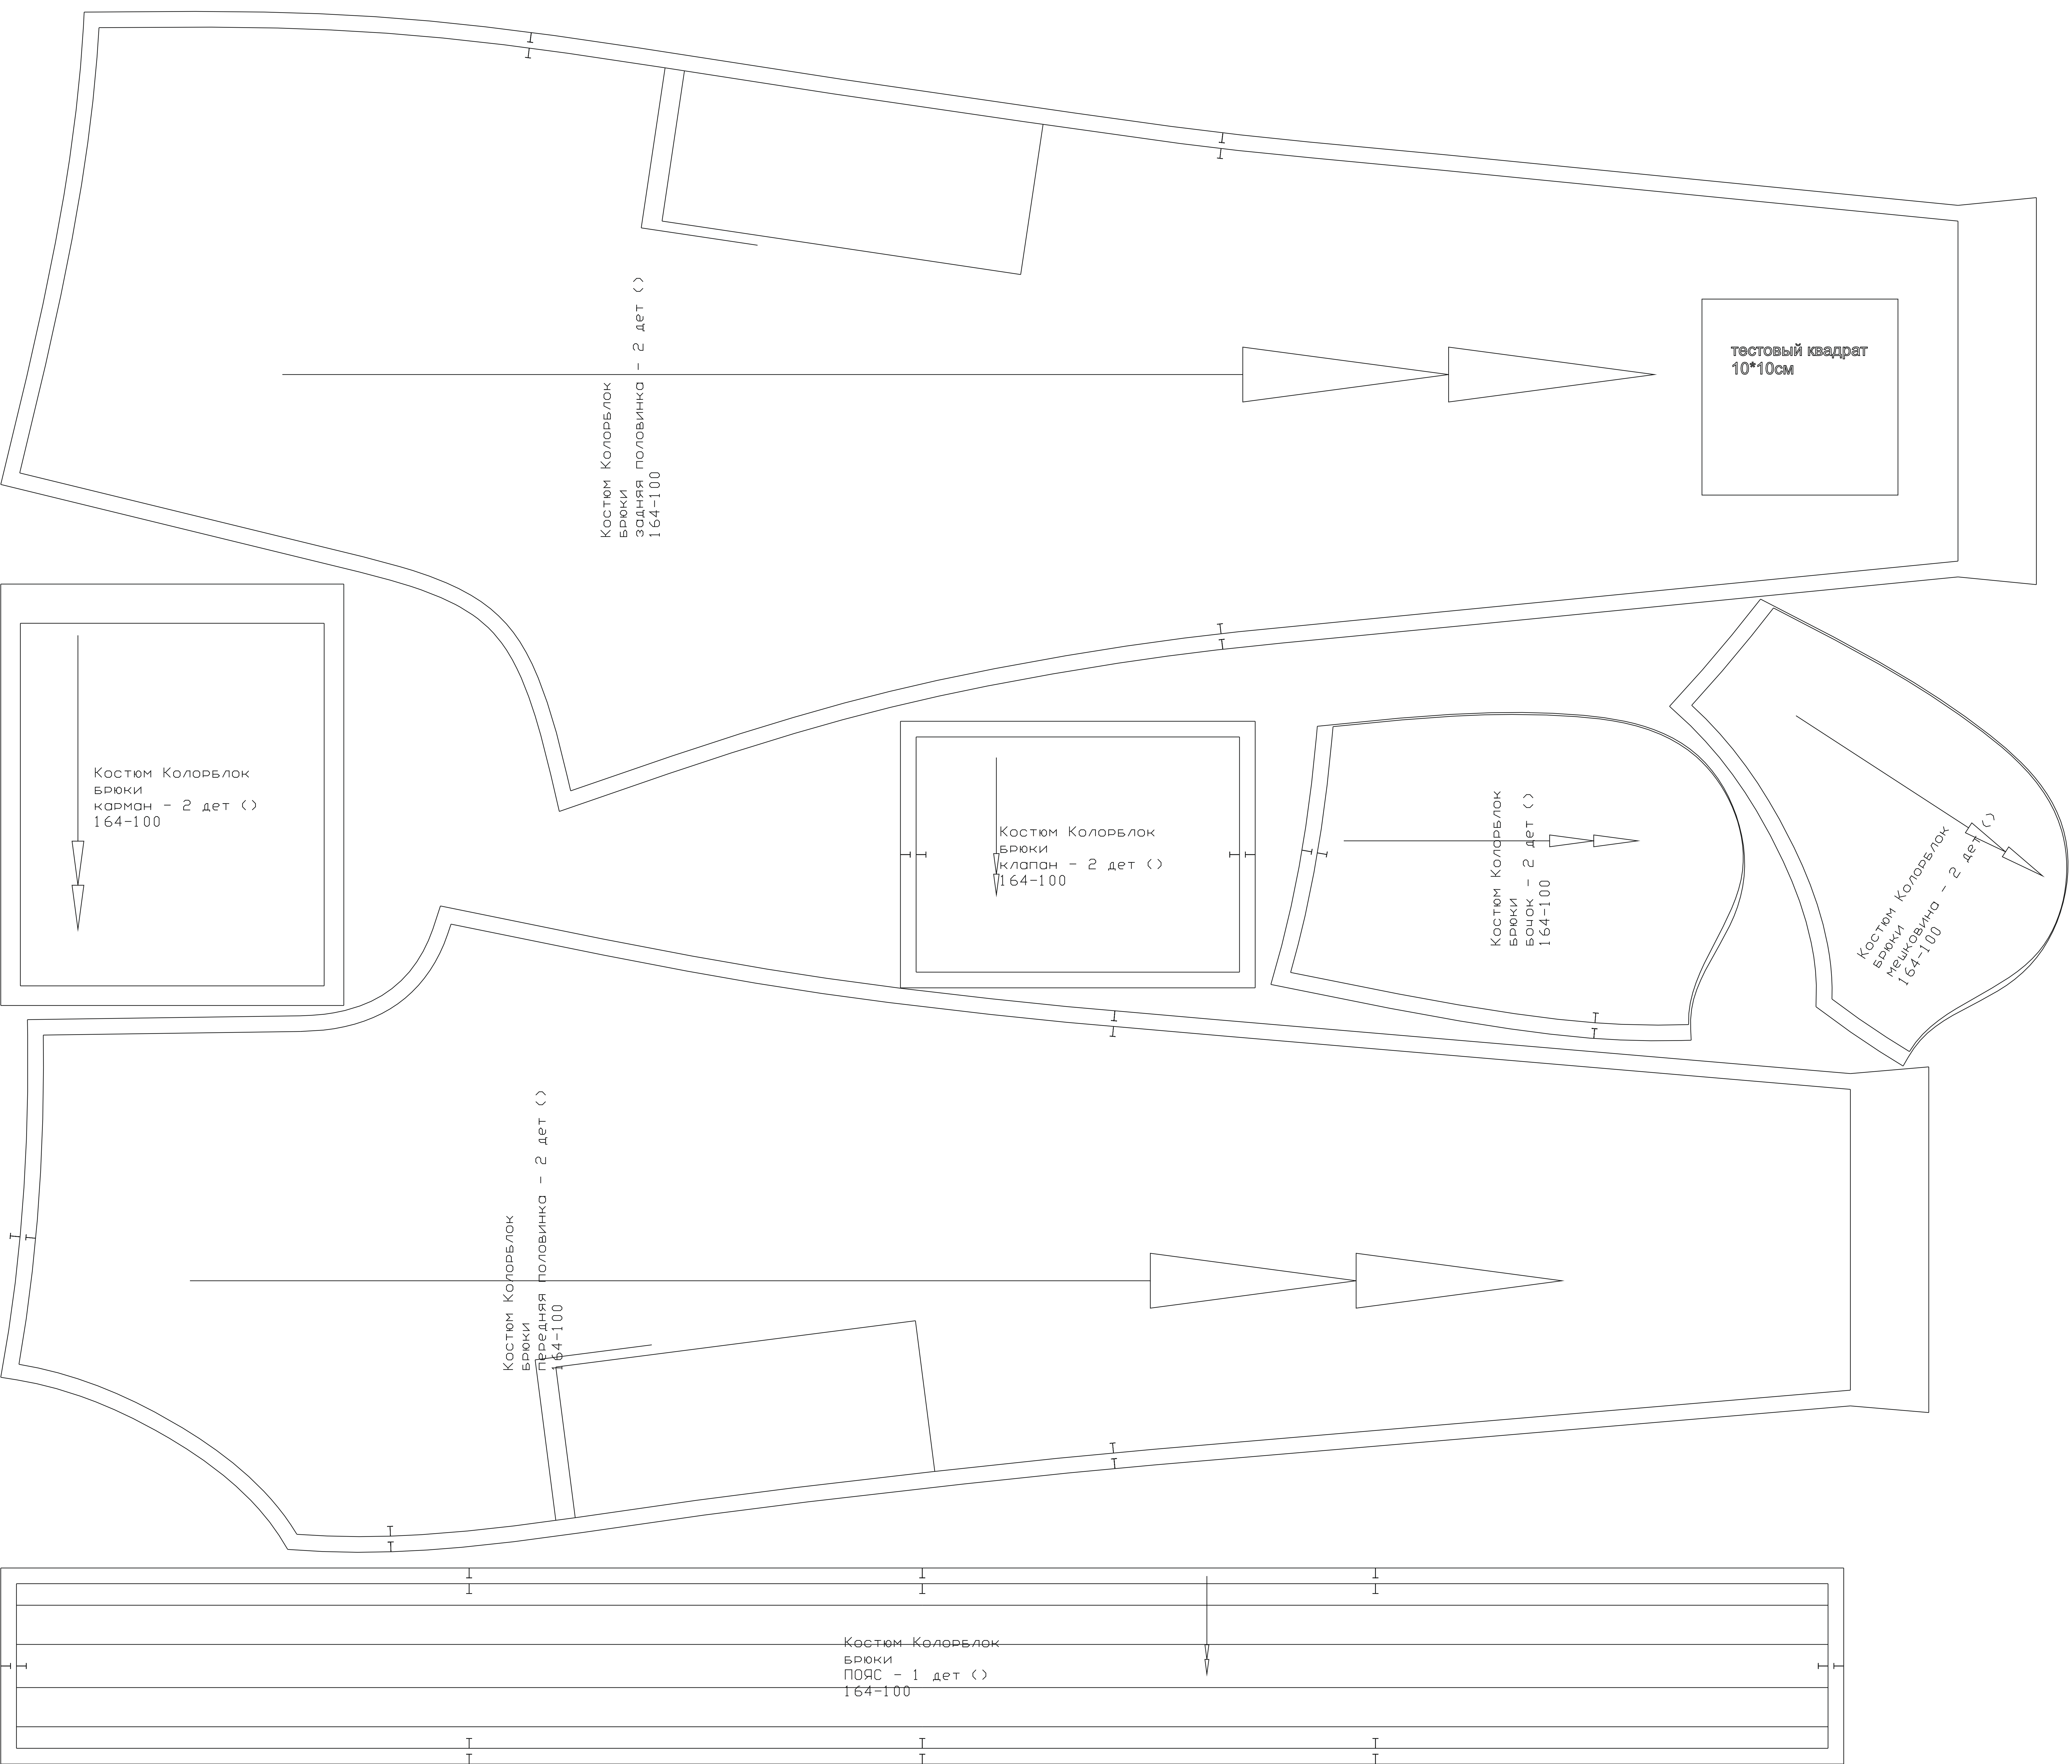 Костюм Колорблок
БРЮКИ
задняя половинка - 2 дет ()
164-100
тестовый квадрат
10*10см
Костюм Колорблок
БРЮКИ
карман - 2 дет ()
164-100
Костюм Колорблок
БРЮКИ
клапан - 2 дет ()
164-100
Костюм Колорблок
БРЮКИ
Бочок - 2 дет ()
164-100
Костюм Колорблок
БРЮКИ
мешковина - 2 дет ()
164-100
Костюм Колорблок
БРЮКИ
передняя половинка - 2 дет ()
164-100
Костюм Колорблок
БРЮКИ
ПОЯС - 1 дет ()
164-100